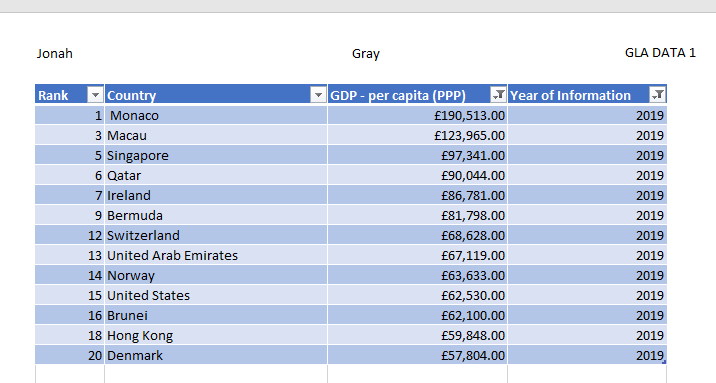 Jonah Gray GLA DATA 1
Rank Country GDP - per capita (PPP) Year of Information
1 Monaco £190,513.00 2019
3 Macau £123,965.00 2019
5 Singapore £97,341.00 2019
6 Qatar £90,044.00 2019
7 Ireland £86,781.00 2019
9 Bermuda £81,798.00 2019
12 Switzerland £68,628.00 2019
13 United Arab Emirates £67,119.00 2019
14 Norway £63,633.00 2019
15 United States £62,530.00 2019
16 Brunei £62,100.00 2019
18 Hong Kong £59,848.00 2019
20 Denmark £57,804.00 2019